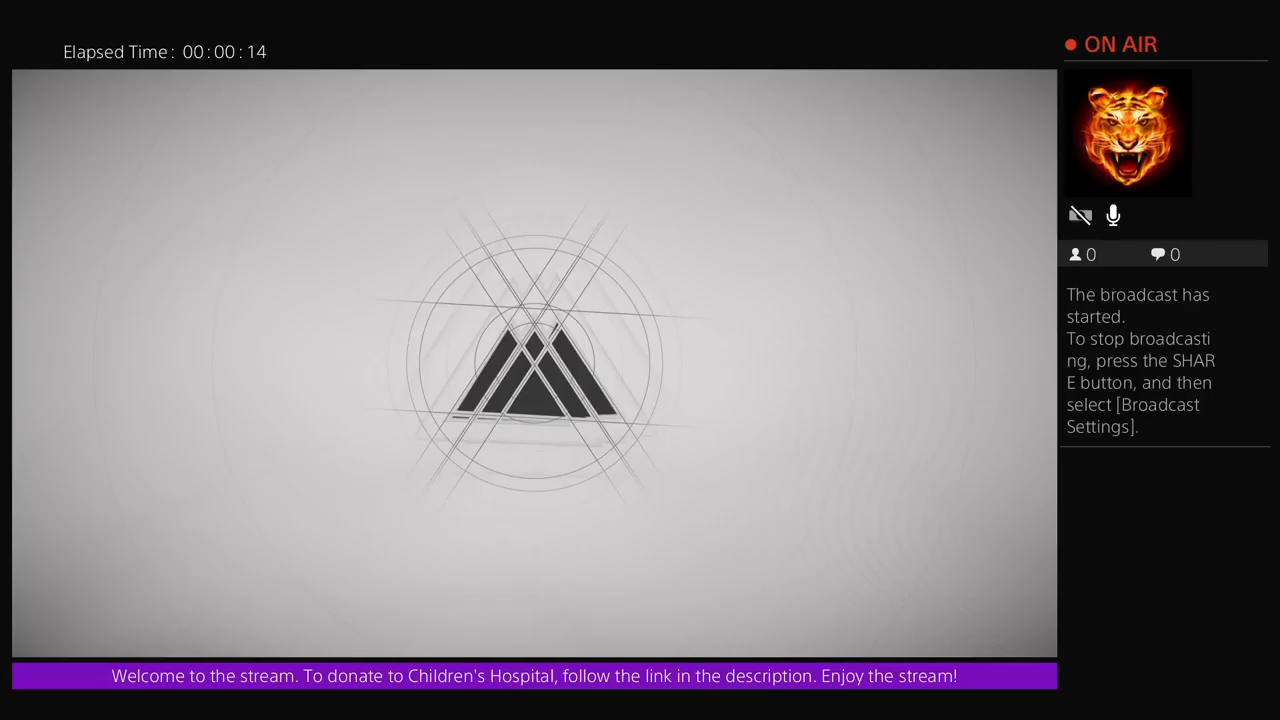 Elapsed Time: 00:00:14
ON AIR
0 0
The broadcast has
started.
To stop broadcasti
ng, press the SHAR
E button, and then
select [Broadcast
Settings].
Welcome to the stream. To donate to Children's Hospital, follow the link in the description. Enjoy the stream!